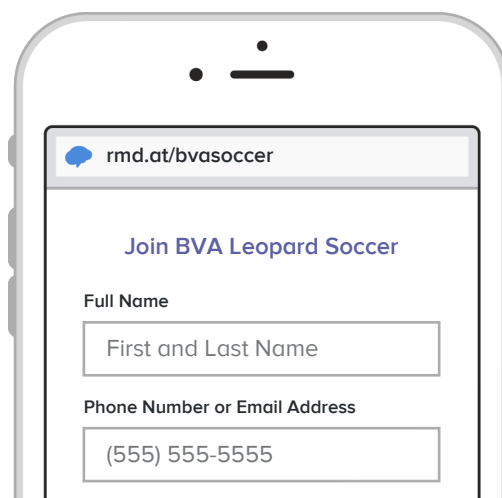 rmd.at/bvasoccer
Join BVA Leopard Soccer
Full Name
First and Last Name
Phone Number or Email Address
(555) 555-5555